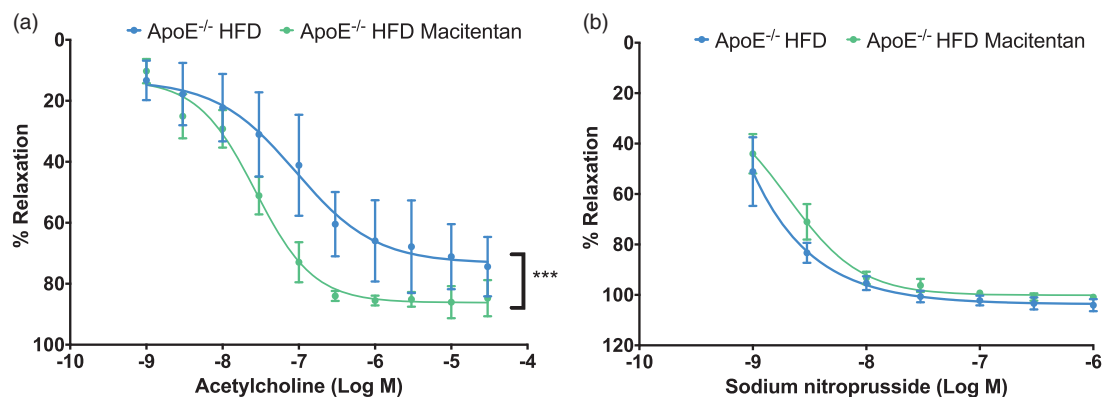 (a)
ApoE-/- HFD
ApoE-/- HFD Macitentan
0
20
40
60
80
100
% Relaxation
-10
-9
-8
-7
-6
-5
-4
Acetylcholine (Log M)
***
(b)
ApoE-/- HFD
ApoE-/- HFD Macitentan
0
20
40
60
80
100
120
% Relaxation
-10
-9
-8
-7
-6
Sodium nitroprusside (Log M)